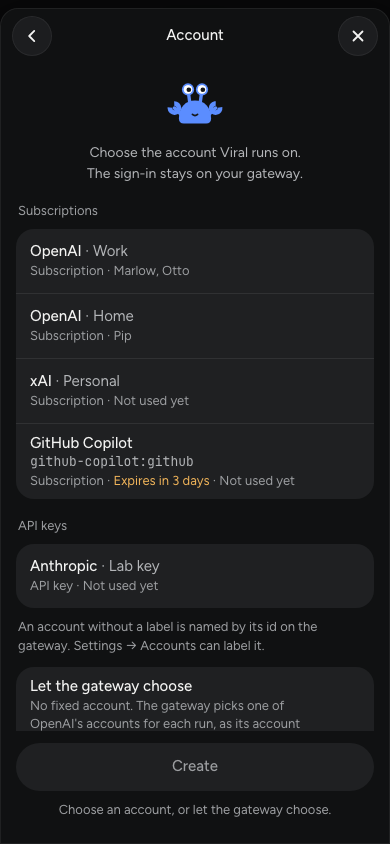 Account
Choose the account Viral runs on.
The sign-in stays on your gateway.
Subscriptions
OpenAI · Work
Subscription · Marlow, Otto
OpenAI · Home
Subscription · Pip
xAI · Personal
Subscription · Not used yet
GitHub Copilot
github-copilot:github
Subscription · Expires in 3 days · Not used yet
API keys
Anthropic · Lab key
API key · Not used yet
An account without a label is named by its id on the
gateway. Settings → Accounts can label it.
Let the gateway choose
No fixed account. The gateway picks one of
OpenAI's accounts for each run, as its account
Create
Choose an account, or let the gateway choose.